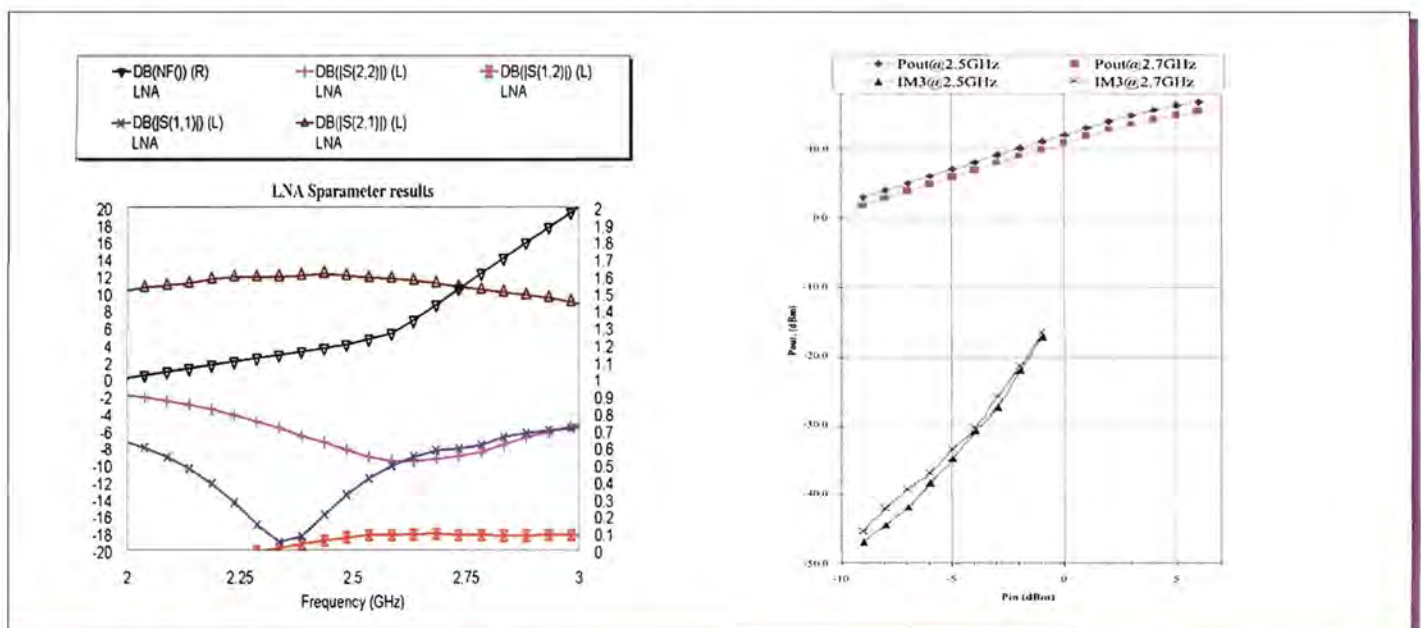 DB(NF()) (R)
LNA
DB(|S(2,2)|) (L)
LNA
DB(|S(1,2)|) (L)
LNA
DB(|S(1,1)|) (L)
LNA
DB(|S(2,1)|) (L)
LNA
LNA Sparameter results
20
18
16
14
12
10
8
6
4
2
0
-2
-4
-6
-8
-10
-12
-14
-16
-18
-20
2
1.9
1.8
1.7
1.6
1.5
1.4
1.3
1.2
1.1
1
0.9
0.8
0.7
0.6
0.5
0.4
0.3
0.2
0.1
0
2 2.25 2.5 2.75 3
Frequency (GHz)
Pout@2.5GHz Pout@2.7GHz
IM3@2.5GHz IM3@2.7GHz
10.0
0.0
-10.0
-20.0
-30.0
-40.0
-50.0
Pout, (dBm)
-10 -5 0 5
Pin (dBm)